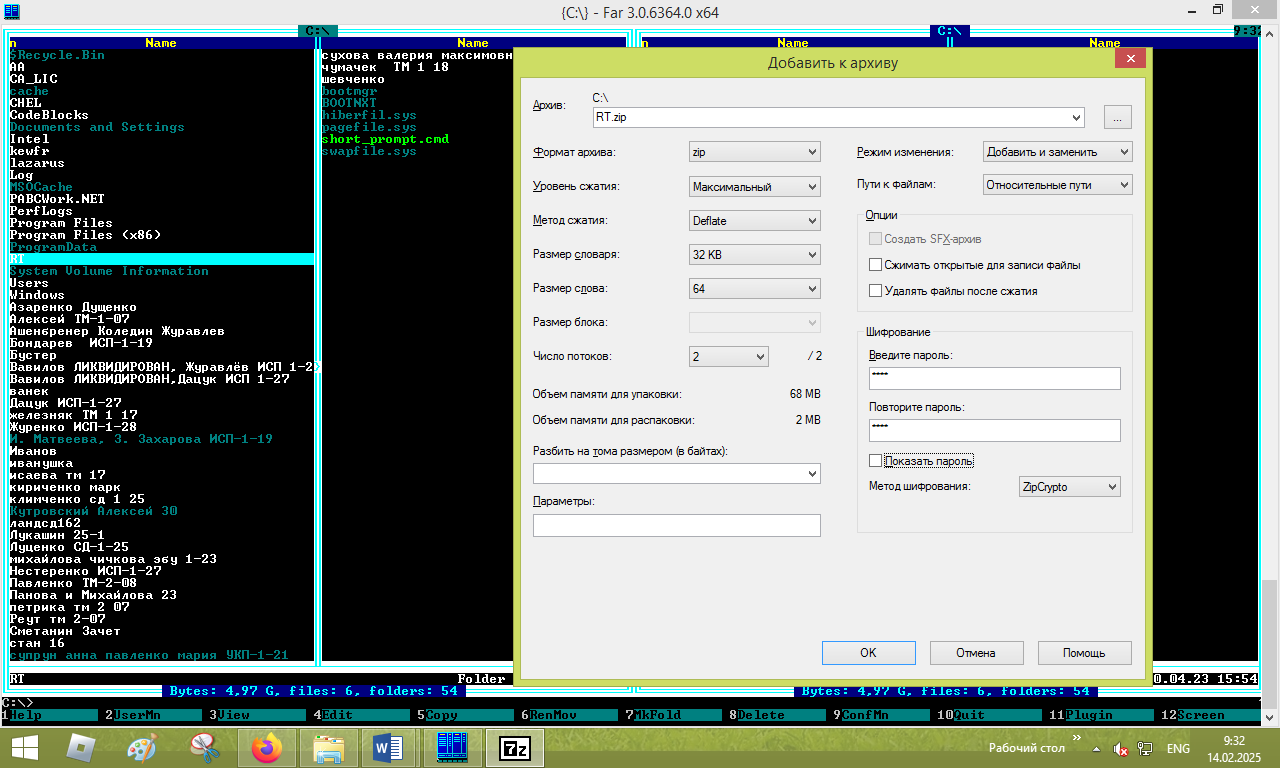 {C:\} - Far 3.0.6364.0 x64
C:\
C:\
9:32
n Name
Name
n Name
Name
$Recycle.Bin
AA
CA_LIC
cache
CHEL
CodeBlocks
Documents and Settings
Intel
kewfr
lazarus
Log
MSOCache
PABCWork.NET
PerfLogs
Program Files
Program Files (x86)
ProgramData
RT
System Volume Information
Users
Windows
Азаренко Дущенко
Алексей ТМ-1-07
Ашенбренер Коледин Журавлев
Бондарев  ИСП-1-19
Бустер
Вавилов ЛИКВИДИРОВАН, Журавлёв ИСП 1-2}
Вавилов ЛИКВИДИРОВАН,Дацук ИСП 1-27
ванек
Дацук ИСП-1-27
железняк ТМ 1 17
Журенко ИСП-1-28
И. Матвеева, З. Захарова ИСП-1-19
Иванов
иванушка
исаева тм 17
кириченко марк
климченко сд 1 25
Кутровский Алексей 30
ландсд162
Лукашин 25-1
Луценко СД-1-25
михайлова чичкова эбу 1-23
Нестеренко ИСП-1-27
Павленко ТМ-2-08
Панова и Михайлова 23
петрика тм 2 07
Реут тм 2-07
Сметанин Зачет
стан 16
супрун анна павленко мария УКП-1-21
сухова валерия максимовн
чумачек   ТМ 1 18
шевченко
bootmgr
BOOTNXT
hiberfil.sys
pagefile.sys
short_prompt.cmd
swapfile.sys
RT
Folder
0.04.23 15:54
Bytes: 4,97 G, files: 6, folders: 54
Bytes: 4,97 G, files: 6, folders: 54
C:\>
1Help 2UserMn 3View 4Edit 5Copy 6RenMov 7MkFold 8Delete 9ConfMn 10Quit 11Plugin 12Screen
Добавить к архиву
Архив:
C:\
RT.zip
...
Формат архива:
zip
Уровень сжатия:
Максимальный
Метод сжатия:
Deflate
Размер словаря:
32 KB
Размер слова:
64
Размер блока:
Число потоков:
2
/ 2
Объем памяти для упаковки:
68 MB
Объем памяти для распаковки:
2 MB
Разбить на тома размером (в байтах):
Параметры:
Режим изменения:
Добавить и заменить
Пути к файлам:
Относительные пути
Опции
Создать SFX-архив
Сжимать открытые для записи файлы
Удалять файлы после сжатия
Шифрование
Введите пароль:
****
Повторите пароль:
****
Показать пароль
Метод шифрования:
ZipCrypto
OK
Отмена
Помощь
7z
Рабочий стол
»
ENG
9:32
14.02.2025